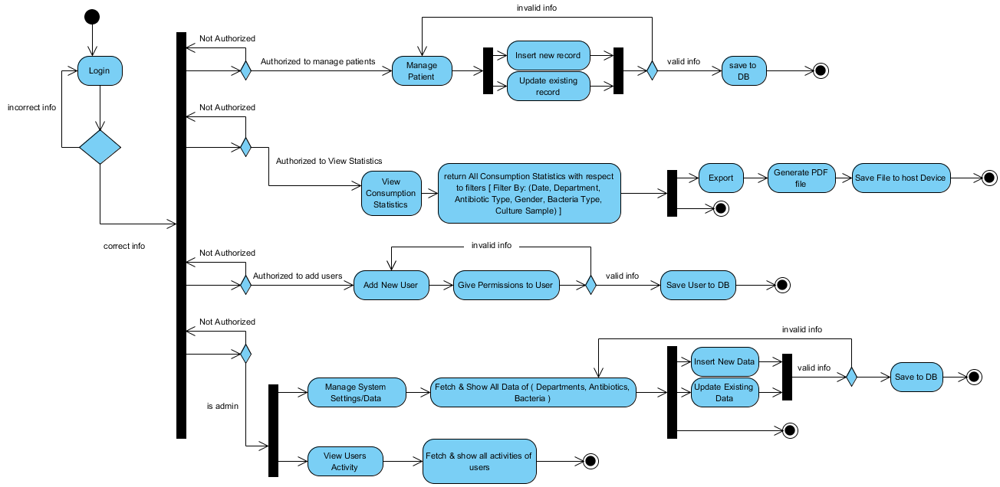 invalid info
Not Authorized
Authorized to manage patients
Login
Manage
Patient
Insert new record
Update existing
record
valid info
save to
DB
incorrect info
Not Authorized
Authorized to View Statistics
View
Consumption
Statistics
return All Consumption Statistics with respect
to filters [ Filter By: (Date, Department,
Antibiotic Type, Gender, Bacteria Type,
Culture Sample) ]
Export
Generate PDF
file
Save File to host Device
correct info
Not Authorized
Authorized to add users
invalid info
Add New User
Give Permissions to User
valid info
Save User to DB
Not Authorized
is admin
invalid info
Manage System
Settings/Data
Fetch & Show All Data of ( Departments, Antibiotics,
Bacteria )
Insert New Data
Update Existing
Data
valid info
Save to DB
View Users
Activity
Fetch & show all activities of
users